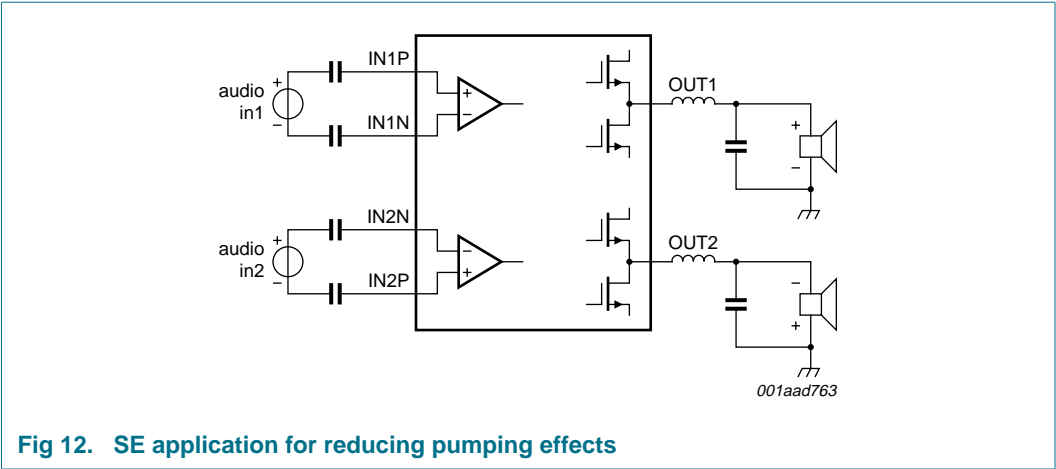 audio
in1
+
−
IN1P
IN1N
+
−
OUT1
+
−
audio
in2
+
−
IN2N
IN2P
−
+
OUT2
−
+
001aad763
Fig 12. SE application for reducing pumping effects